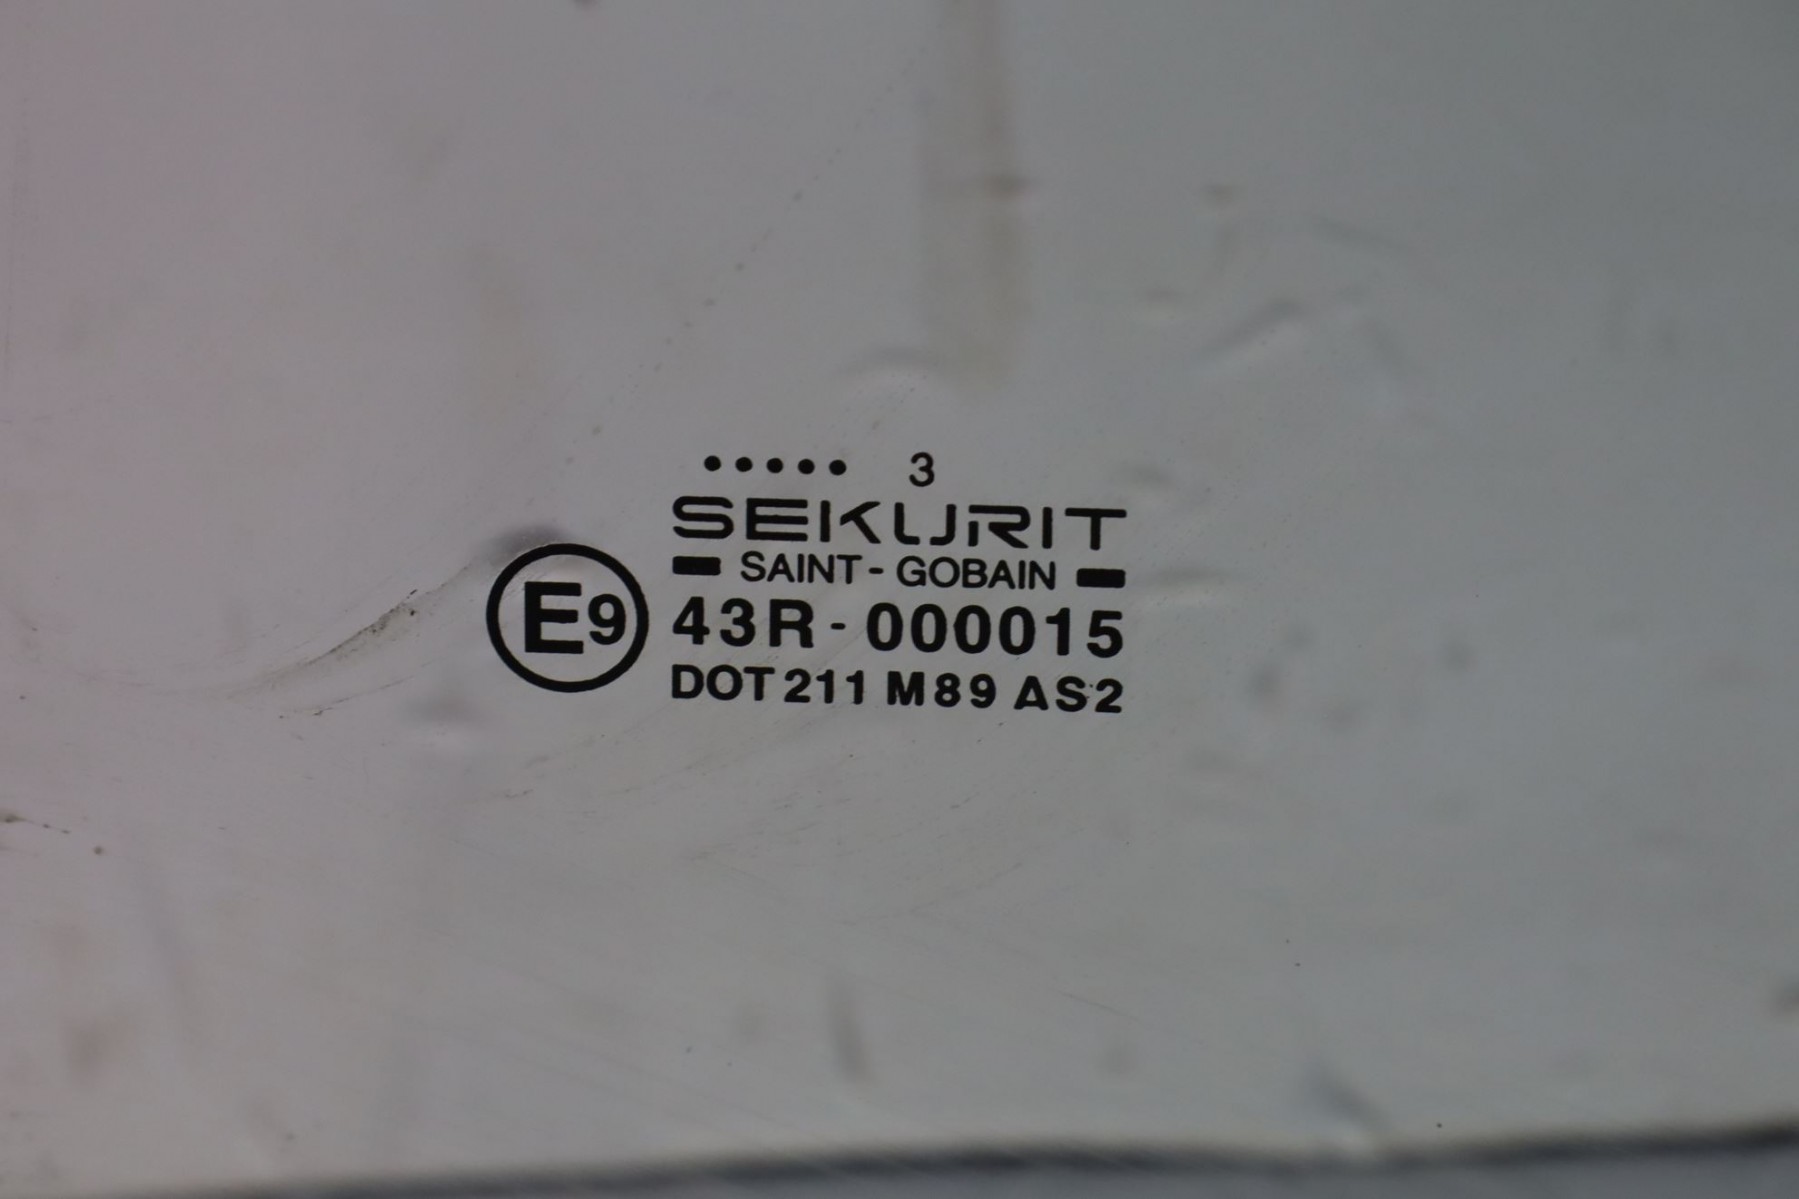 ..... 3
SEKURIT
SAINT-GOBAIN
E9 43R-000015
DOT 211 M89 AS2